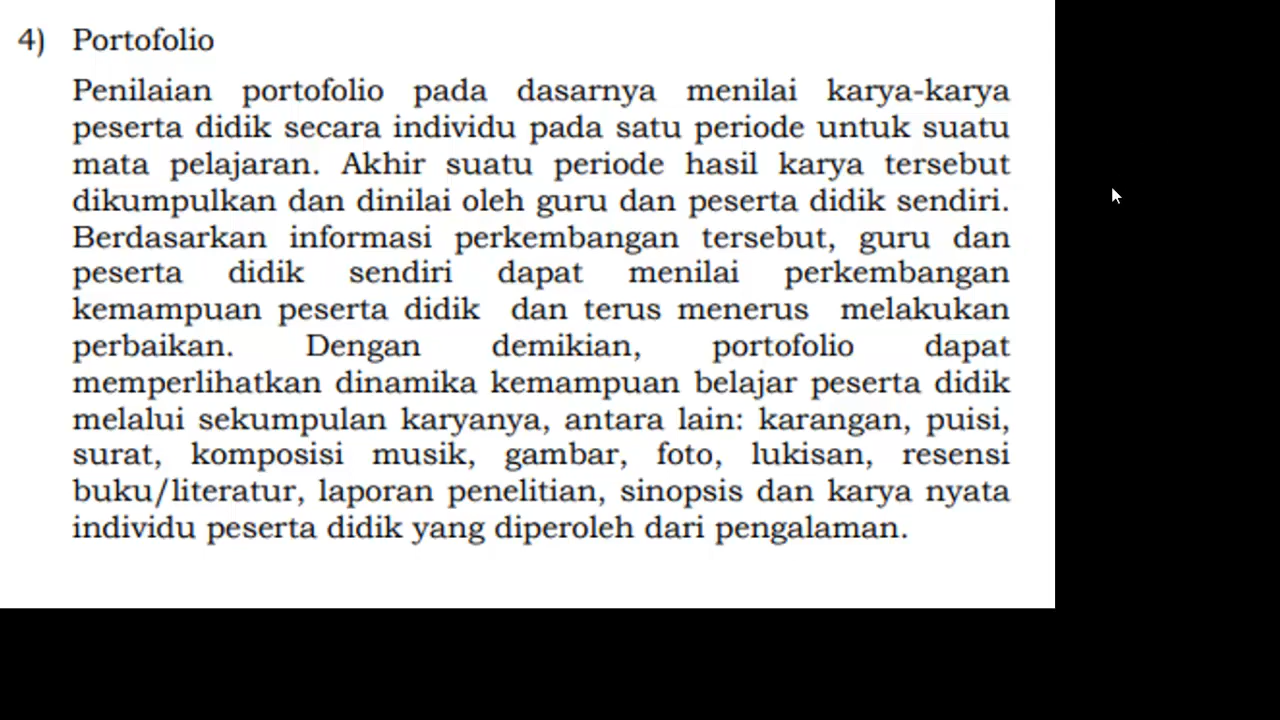 4) Portofolio
Penilaian portofolio pada dasarnya menilai karya-karya
peserta didik secara individu pada satu periode untuk suatu
mata pelajaran. Akhir suatu periode hasil karya tersebut
dikumpulkan dan dinilai oleh guru dan peserta didik sendiri.
Berdasarkan informasi perkembangan tersebut, guru dan
peserta didik sendiri dapat menilai perkembangan
kemampuan peserta didik dan terus menerus melakukan
perbaikan. Dengan demikian, portofolio dapat
memperlihatkan dinamika kemampuan belajar peserta didik
melalui sekumpulan karyanya, antara lain: karangan, puisi,
surat, komposisi musik, gambar, foto, lukisan, resensi
buku/literatur, laporan penelitian, sinopsis dan karya nyata
individu peserta didik yang diperoleh dari pengalaman.